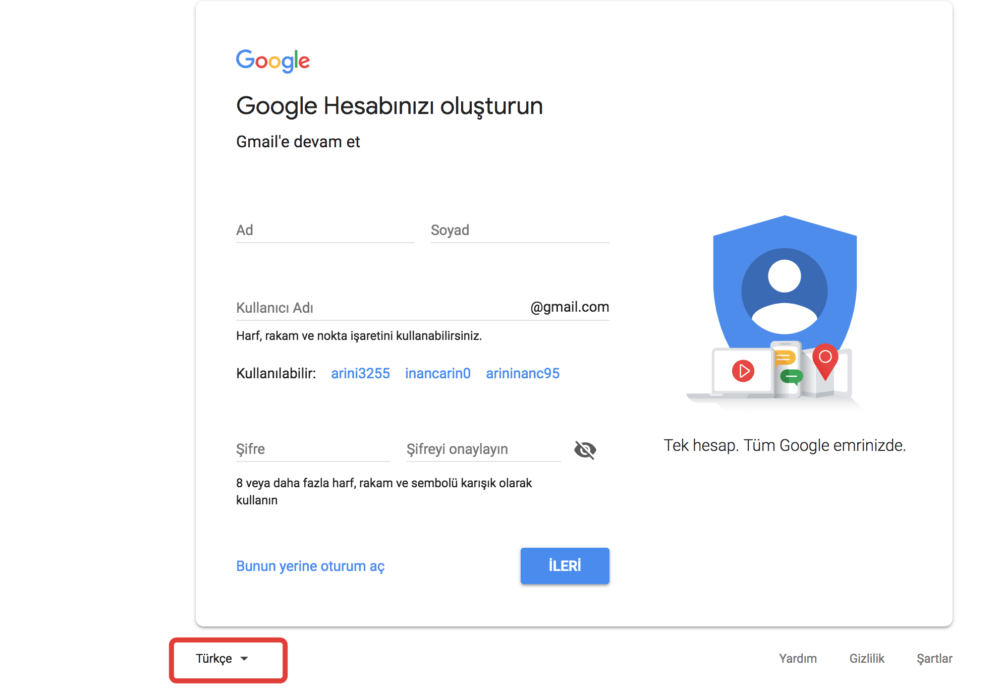 Google
Google Hesabınızı oluşturun
Gmail'e devam et
Ad
Soyad
Kullanıcı Adı
@gmail.com
Harf, rakam ve nokta işaretini kullanabilirsiniz.
Kullanılabilir: arini3255 inancarin0 arininanc95
Şifre
Şifreyi onaylayın
8 veya daha fazla harf, rakam ve sembolü karışık olarak
kullanın
Bunun yerine oturum aç
İLERİ
Tek hesap. Tüm Google emrinizde.
Türkçe
Yardım
Gizlilik
Şartlar